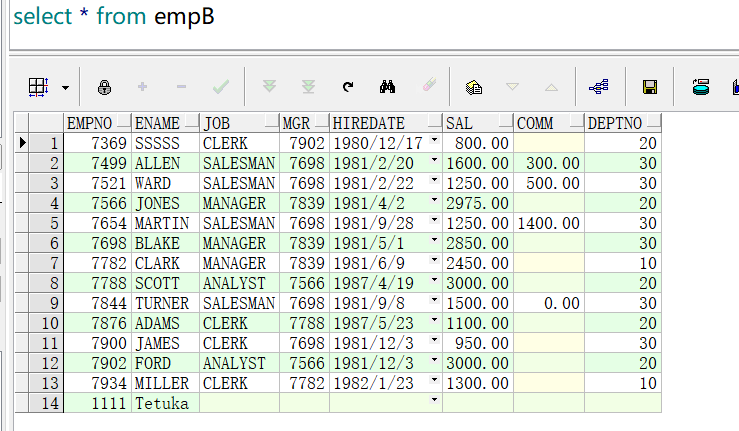 select * from empB
EMPNO ENAME JOB MGR HIREDATE SAL COMM DEPTNO
1 7369 SSSSS CLERK 7902 1980/12/17 800.00 20
2 7499 ALLEN SALESMAN 7698 1981/2/20 1600.00 300.00 30
3 7521 WARD SALESMAN 7698 1981/2/22 1250.00 500.00 30
4 7566 JONES MANAGER 7839 1981/4/2 2975.00 20
5 7654 MARTIN SALESMAN 7698 1981/9/28 1250.00 1400.00 30
6 7698 BLAKE MANAGER 7839 1981/5/1 2850.00 30
7 7782 CLARK MANAGER 7839 1981/6/9 2450.00 10
8 7788 SCOTT ANALYST 7566 1987/4/19 3000.00 20
9 7844 TURNER SALESMAN 7698 1981/9/8 1500.00 0.00 30
10 7876 ADAMS CLERK 7788 1987/5/23 1100.00 20
11 7900 JAMES CLERK 7698 1981/12/3 950.00 30
12 7902 FORD ANALYST 7566 1981/12/3 3000.00 20
13 7934 MILLER CLERK 7782 1982/1/23 1300.00 10
14 1111 Tetuka